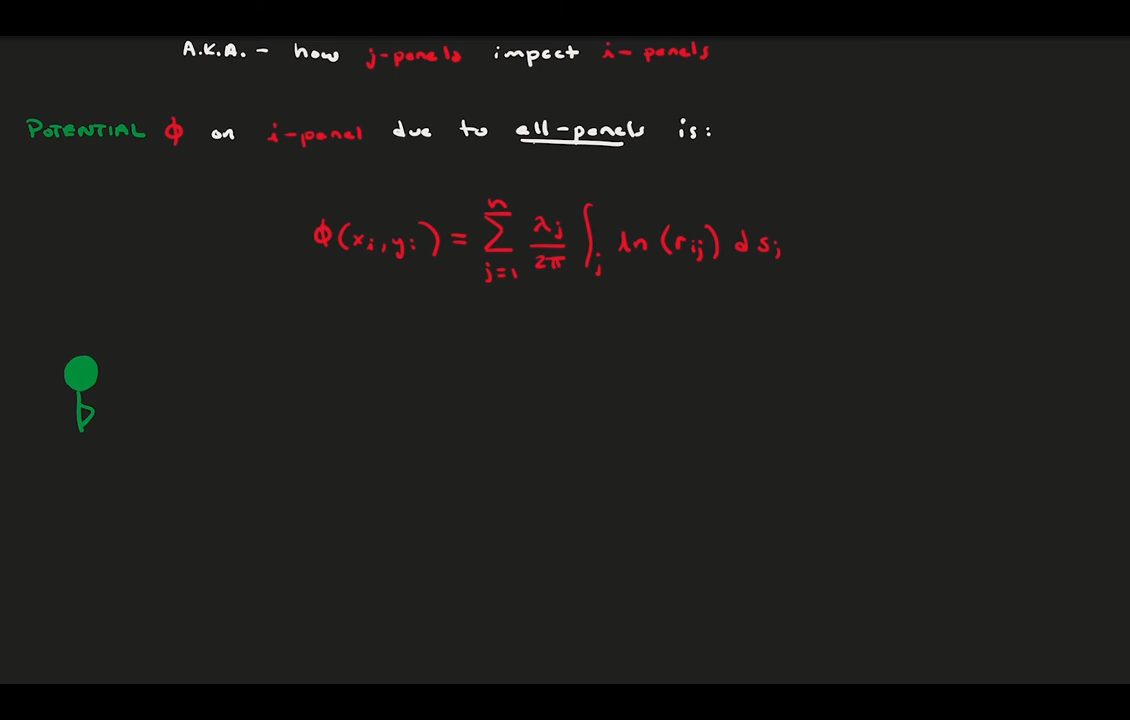 A.K.A. - how j-panels impact i-panels
POTENTIAL ϕ on i-panel due to all-panels is:
ϕ(xᵢ, yᵢ) = Σ_{j=1}^{n} λⱼ/2π ∫ⱼ ln(rᵢⱼ) dsⱼ